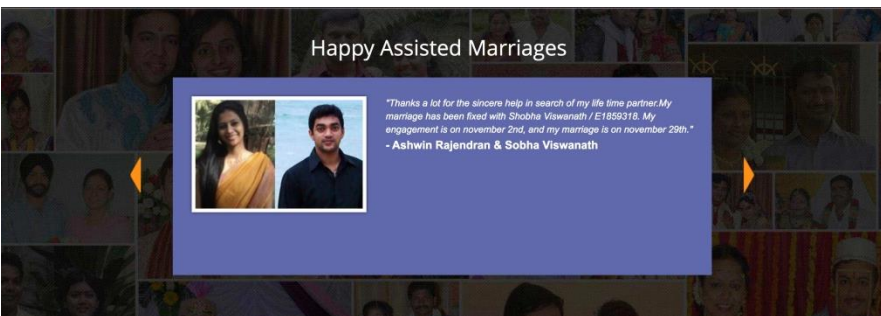 Happy Assisted Marriages
"Thanks a lot for the sincere help in search of my life time partner.My
marriage has been fixed with Shobha Viswanath / E1859318. My
engagement is on november 2nd, and my marriage is on november 29th."
- Ashwin Rajendran & Sobha Viswanath